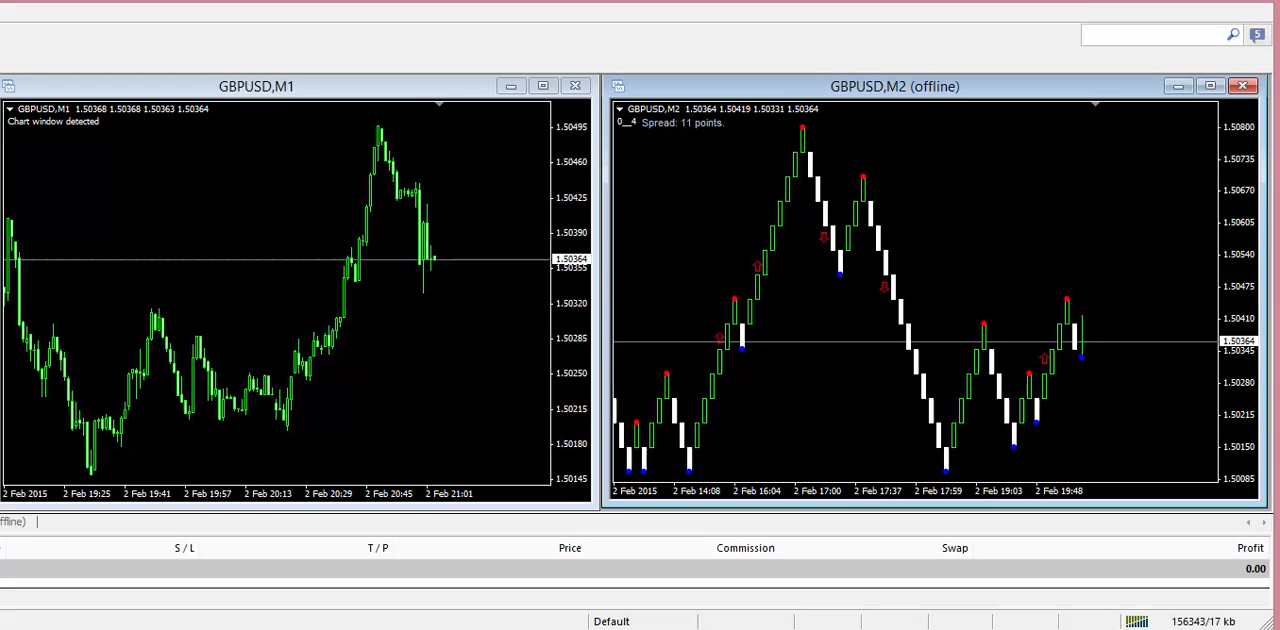 5
GBPUSD,M1
GBPUSD,M1 1.50368 1.50368 1.50363 1.50364
Chart window detected
1.50495
1.50460
1.50425
1.50390
1.50364
1.50355
1.50320
1.50285
1.50250
1.50215
1.50180
1.50145
2 Feb 2015 2 Feb 19:25 2 Feb 19:41 2 Feb 19:57 2 Feb 20:13 2 Feb 20:29 2 Feb 20:45 2 Feb 21:01
GBPUSD,M2 (offline)
GBPUSD,M2 1.50364 1.50419 1.50331 1.50364
0__4 Spread: 11 points.
1.50800
1.50735
1.50670
1.50605
1.50540
1.50475
1.50410
1.50364
1.50345
1.50280
1.50215
1.50150
1.50085
2 Feb 2015 2 Feb 14:08 2 Feb 16:04 2 Feb 17:00 2 Feb 17:37 2 Feb 17:59 2 Feb 19:03 2 Feb 19:48
ffline)
S / L T / P Price Commission Swap Profit
0.00
Default 156343/17 kb